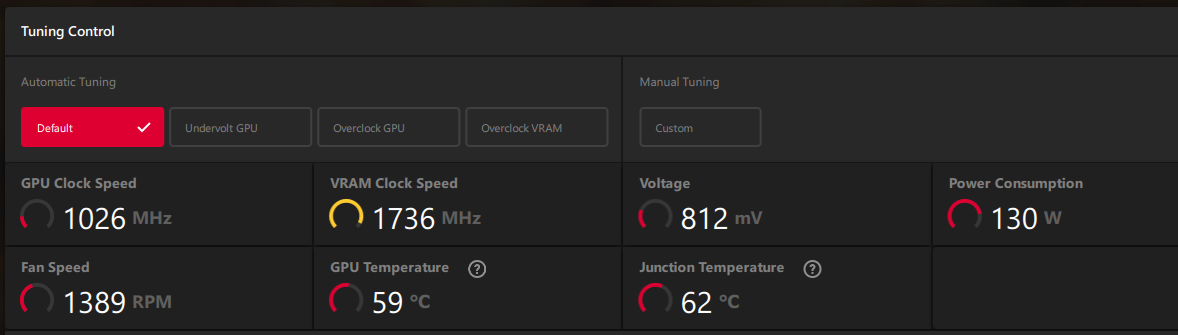 Tuning Control
Automatic Tuning
Manual Tuning
Default
Undervolt GPU
Overclock GPU
Overclock VRAM
Custom
GPU Clock Speed
1026 MHz
VRAM Clock Speed
1736 MHz
Voltage
812 mV
Power Consumption
130 W
Fan Speed
1389 RPM
GPU Temperature ?
59 °C
Junction Temperature ?
62 °C